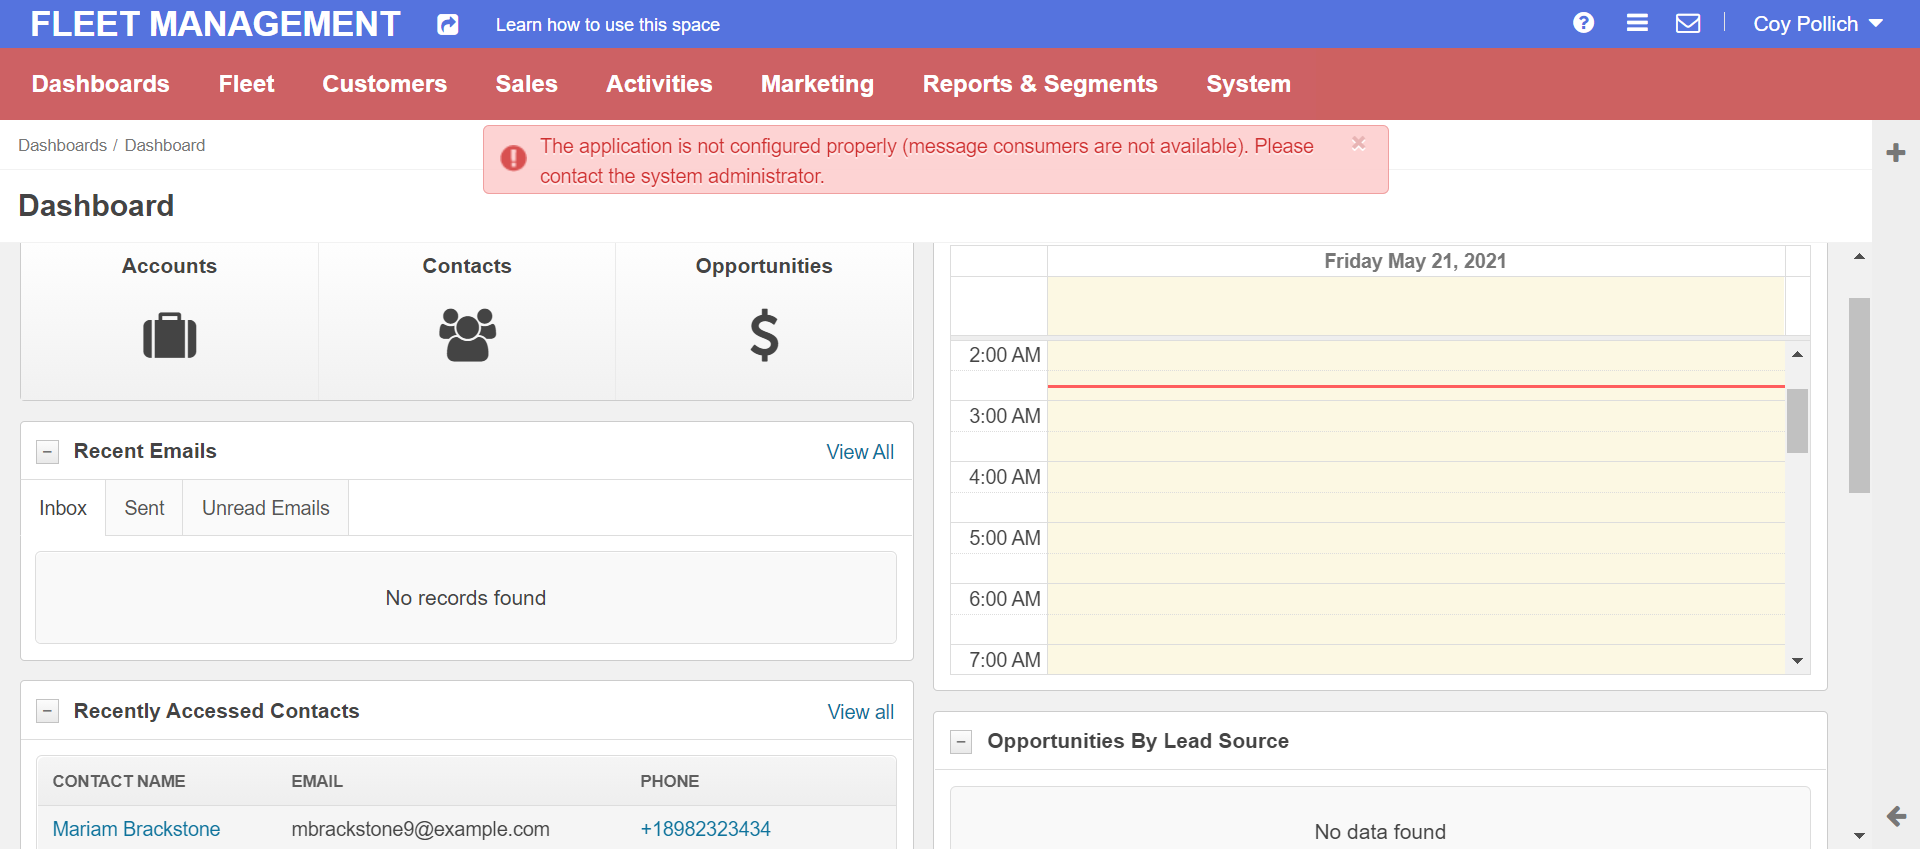 FLEET MANAGEMENT
Learn how to use this space
Coy Pollich
Dashboards
Fleet
Customers
Sales
Activities
Marketing
Reports & Segments
System
Dashboards / Dashboard
The application is not configured properly (message consumers are not available). Please
contact the system administrator.
Dashboard
Accounts
Contacts
Opportunities
Recent Emails
View All
Inbox
Sent
Unread Emails
No records found
Recently Accessed Contacts
View all
CONTACT NAME
EMAIL
PHONE
Mariam Brackstone
mbrackstone9@example.com
+18982323434
Friday May 21, 2021
2:00 AM
3:00 AM
4:00 AM
5:00 AM
6:00 AM
7:00 AM
Opportunities By Lead Source
No data found